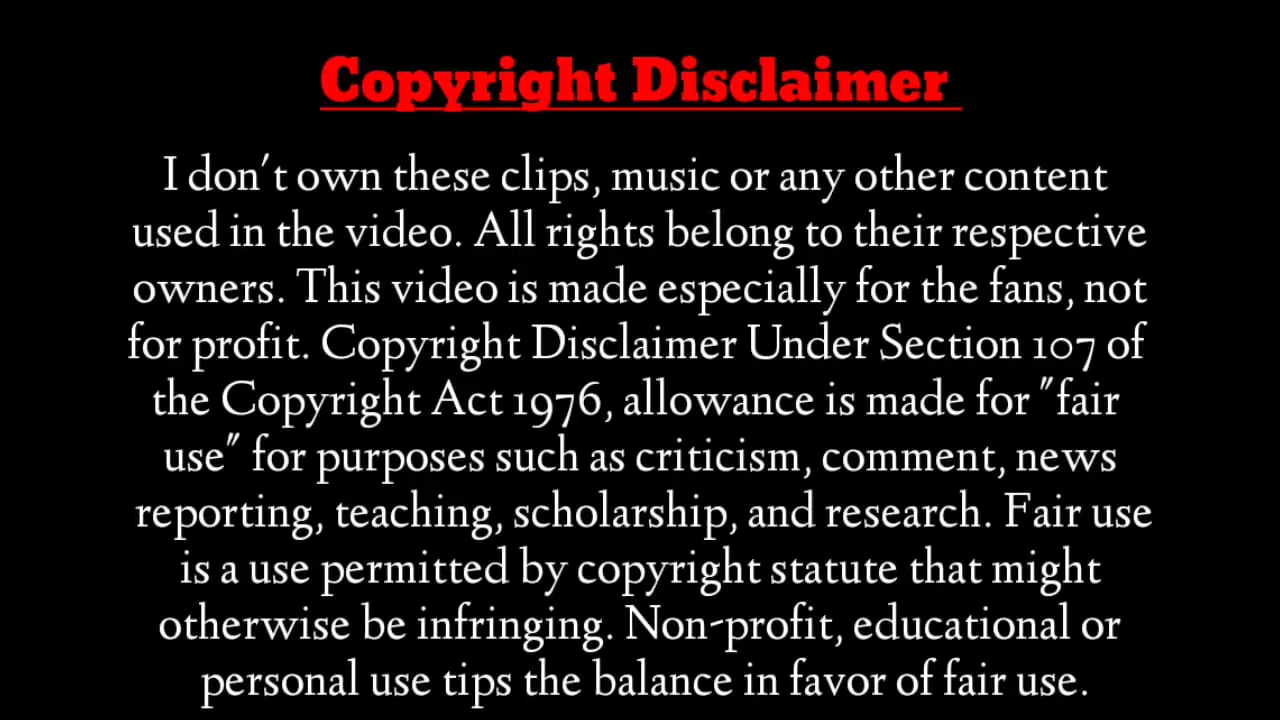 Copyright Disclaimer
I don't own these clips, music or any other content
used in the video. All rights belong to their respective
owners. This video is made especially for the fans, not
for profit. Copyright Disclaimer Under Section 107 of
the Copyright Act 1976, allowance is made for "fair
use" for purposes such as criticism, comment, news
reporting, teaching, scholarship, and research. Fair use
is a use permitted by copyright statute that might
otherwise be infringing. Non-profit, educational or
personal use tips the balance in favor of fair use.